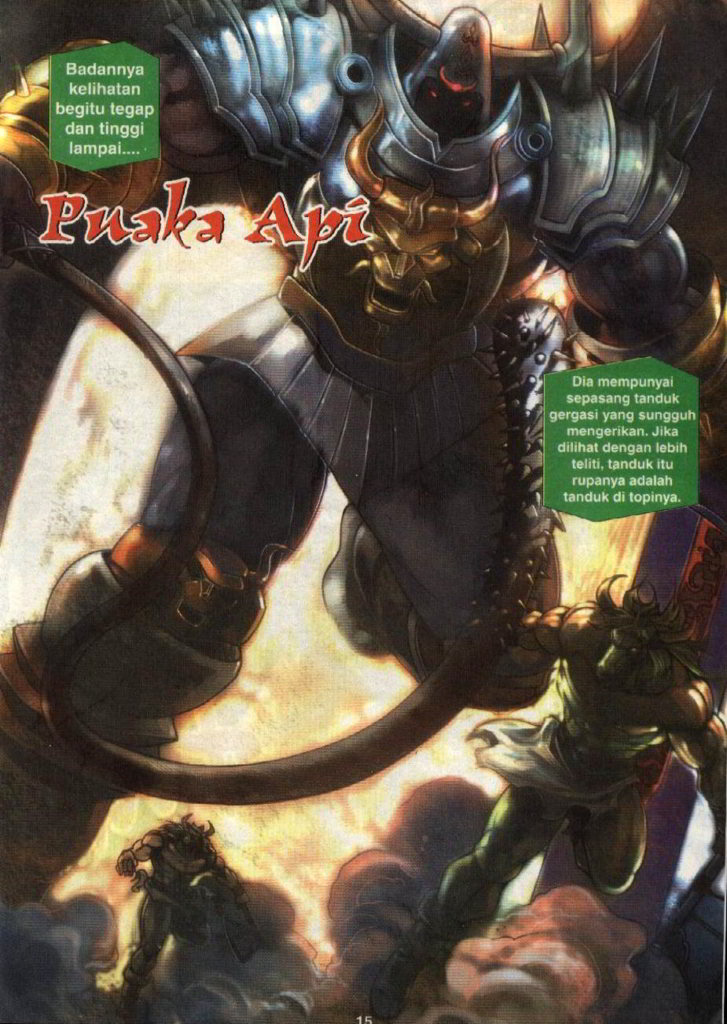 Badannya
kelihatan
begitu tegap
dan tinggi
lampai....
Puaka Api
Dia mempunyai
sepasang tanduk
gergasi yang sungguh
mengerikan. Jika
dilihat dengan lebih
teliti, tanduk itu
rupanya adalah
tanduk di topinya.
15